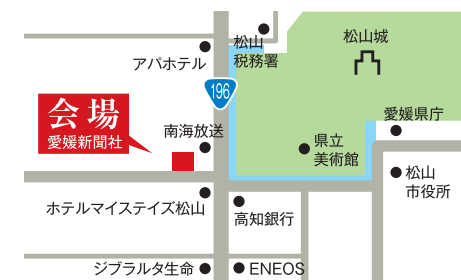 松山城
松山
税務署
アパホテル
196
会場
愛媛新聞社
南海放送
愛媛県庁
県立
美術館
松山
市役所
ホテルマイステイズ松山
高知銀行
ジブラルタ生命
ENEOS